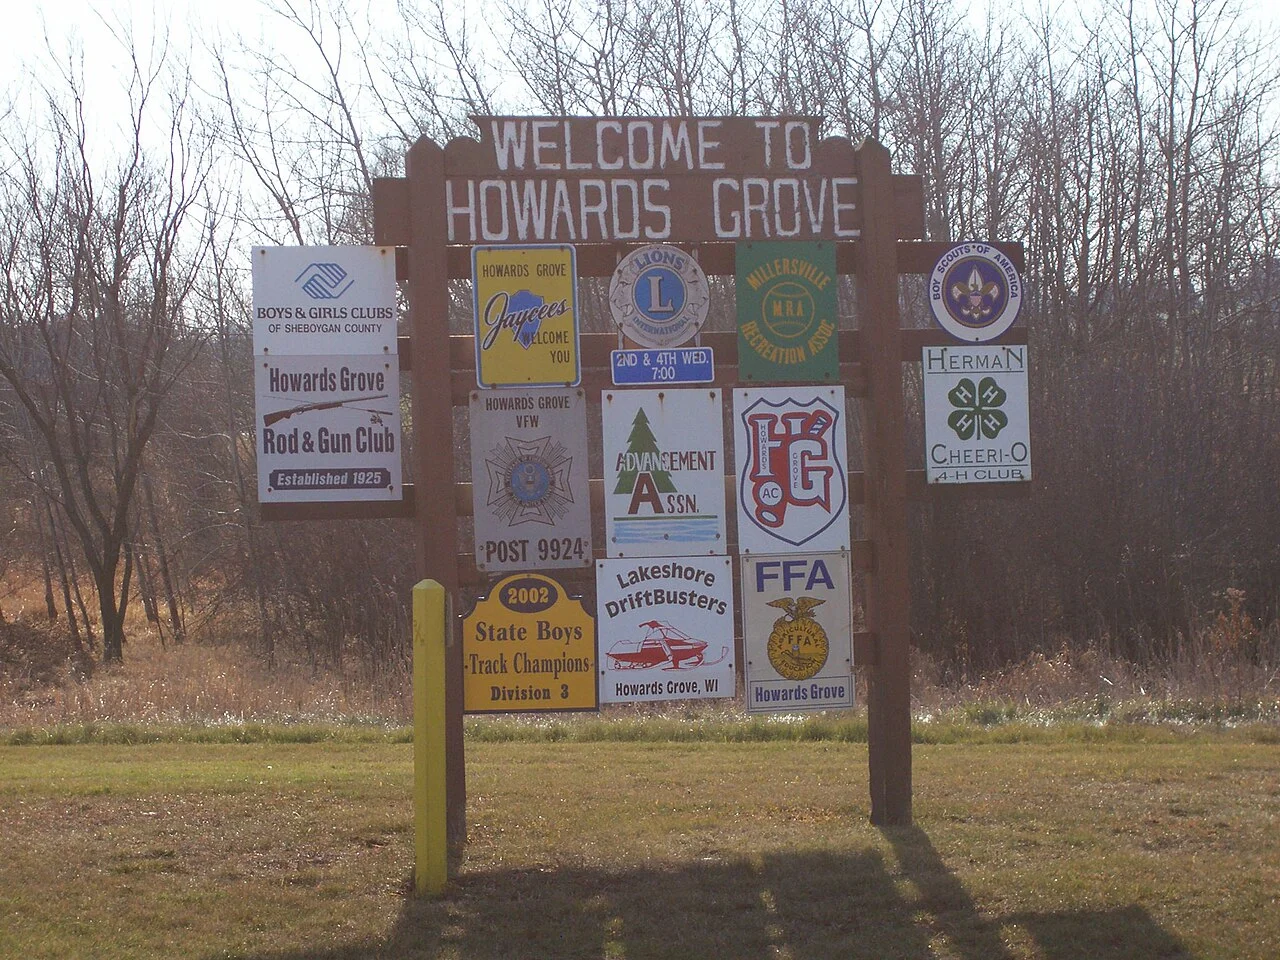 WELCOME TO
HOWARDS GROVE
BOYS & GIRLS CLUBS
OF SHEBOYGAN COUNTY
Howards Grove
Rod & Gun Club
Established 1925
HOWARDS GROVE
Jaycees
WELCOME
YOU
LIONS
L
INTERNATIONAL
2ND & 4TH WED.
7:00
MILLERSVILLE
M.R.A
RECREATION ASSOC.
BOY SCOUTS OF AMERICA
HERMAN
H H
H H
CHEERI-O
4-H CLUB
HOWARDS GROVE
VFW
POST 9924
ADVANCEMENT
ASSN.
HG
HOWARDS
GROVE
AC
2002
State Boys
Track Champions
Division 3
Lakeshore
DriftBusters
Howards Grove, WI
FFA
AGRICULTURAL
FFA
EDUCATION
Howards Grove